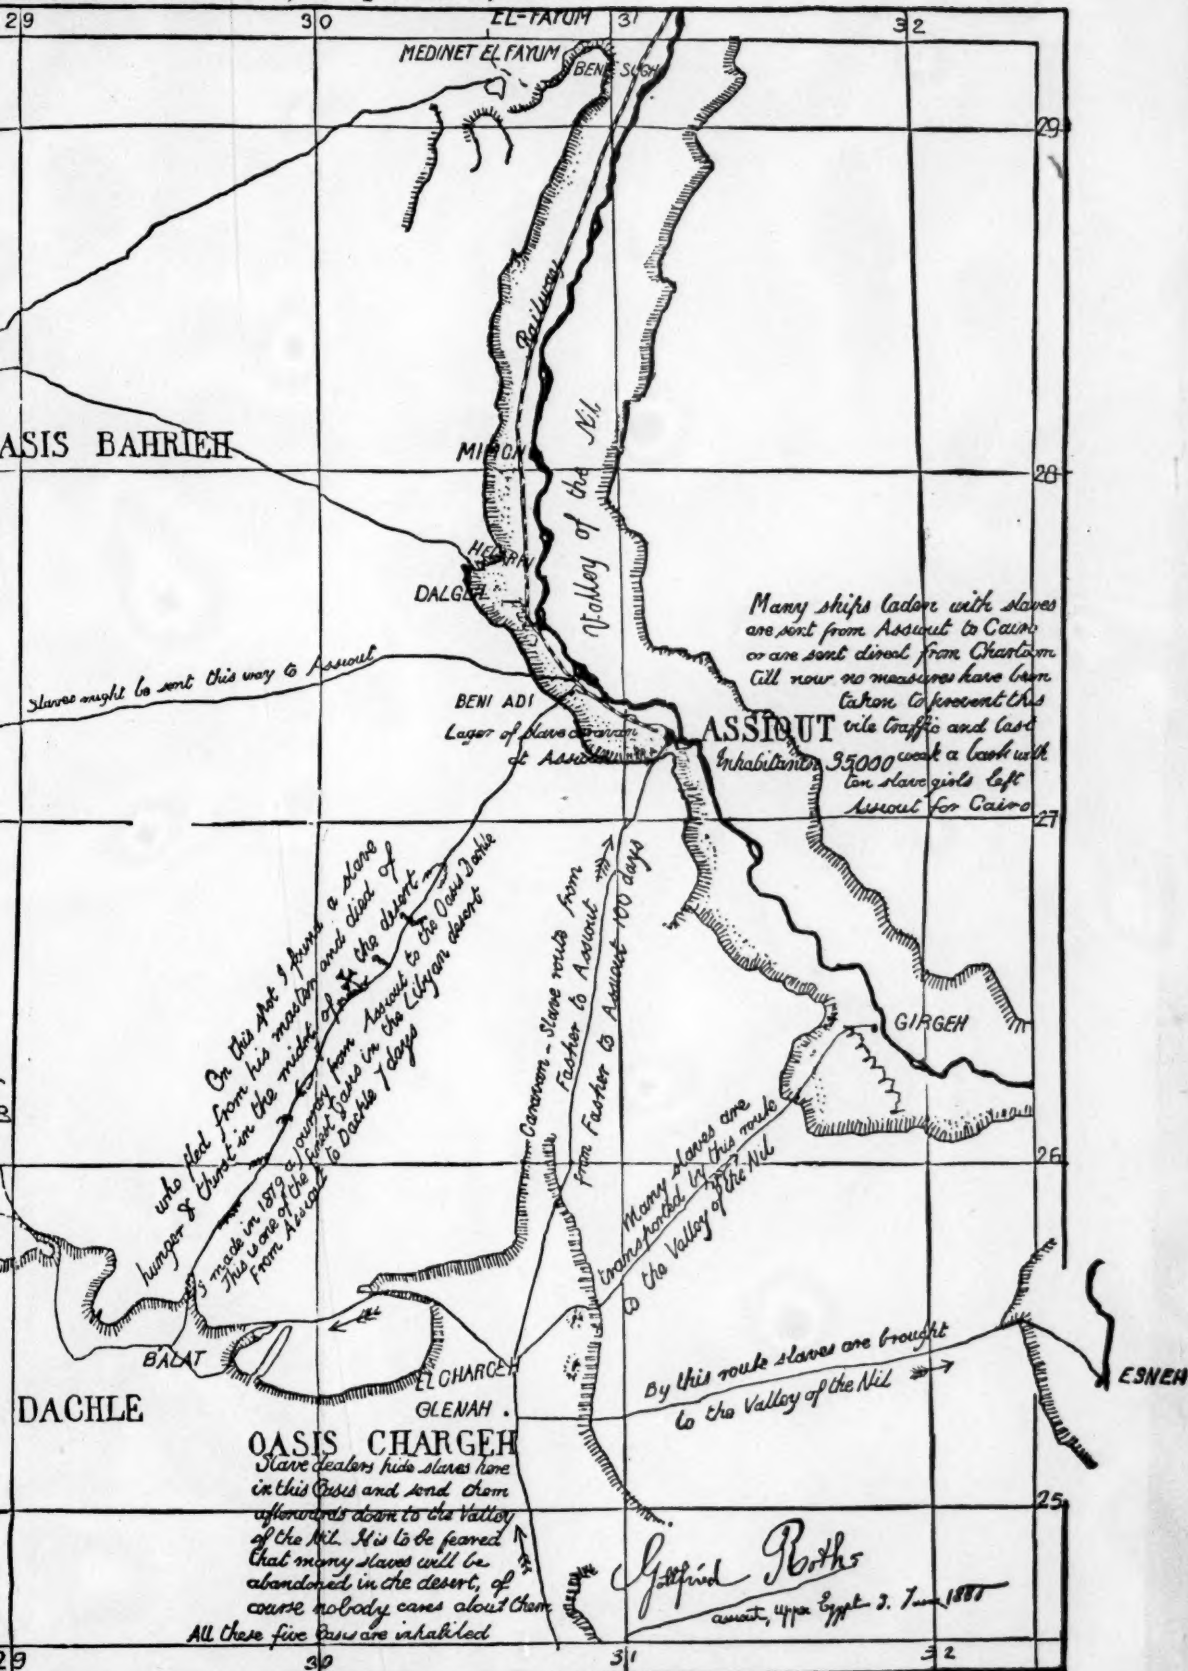 29 30 31 32
EL-FAYUM
MEDINET EL FAYUM
BENI SUGH
29
Railway
ASIS BAHRIEH
Valley of the Nil
28
DALGEH
Many ships laden with slaves
are sent from Assiout to Cairo
or are sent direct from Chartoum
till now no measures have been
taken to prevent this
vile traffic and last
week a bark with
ten slave girls left
Assiout for Cairo
Slaves might be sent this way to Assiout
BENI ADI
Lager of slave caravan
at Assiout
ASSIOUT
Inhabitants 35000
27
On this spot I found a slave
who fled from his master and died of
hunger & thirst in the midst of the desert
I made in 1879 a journey from Assiout to the Oasis Dachle
This is one of the finest Oasis in the Libyan desert
From Assiout to Dachle 7 days
Caravan - Slave route from
Fasher to Assiout
from Fasher to Assiout 100 days
GIRGEH
Many slaves are
transported by this route
to the Valley of the Nil
26
BALAT
EL CHARGEH
By this route slaves are brought
to the Valley of the Nil
ESNEH
DACHLE
GLENAH
OASIS CHARGEH
Slave dealers hide slaves here
in this Oasis and send them
afterwards down to the Valley
of the Nil. It is to be feared
that many slaves will be
abandoned in the desert, of
course nobody cares about them
All these five Oasis are inhabited
25
Gottfried Roths
assiout, upper Egypt 3. June
29 30 31 32